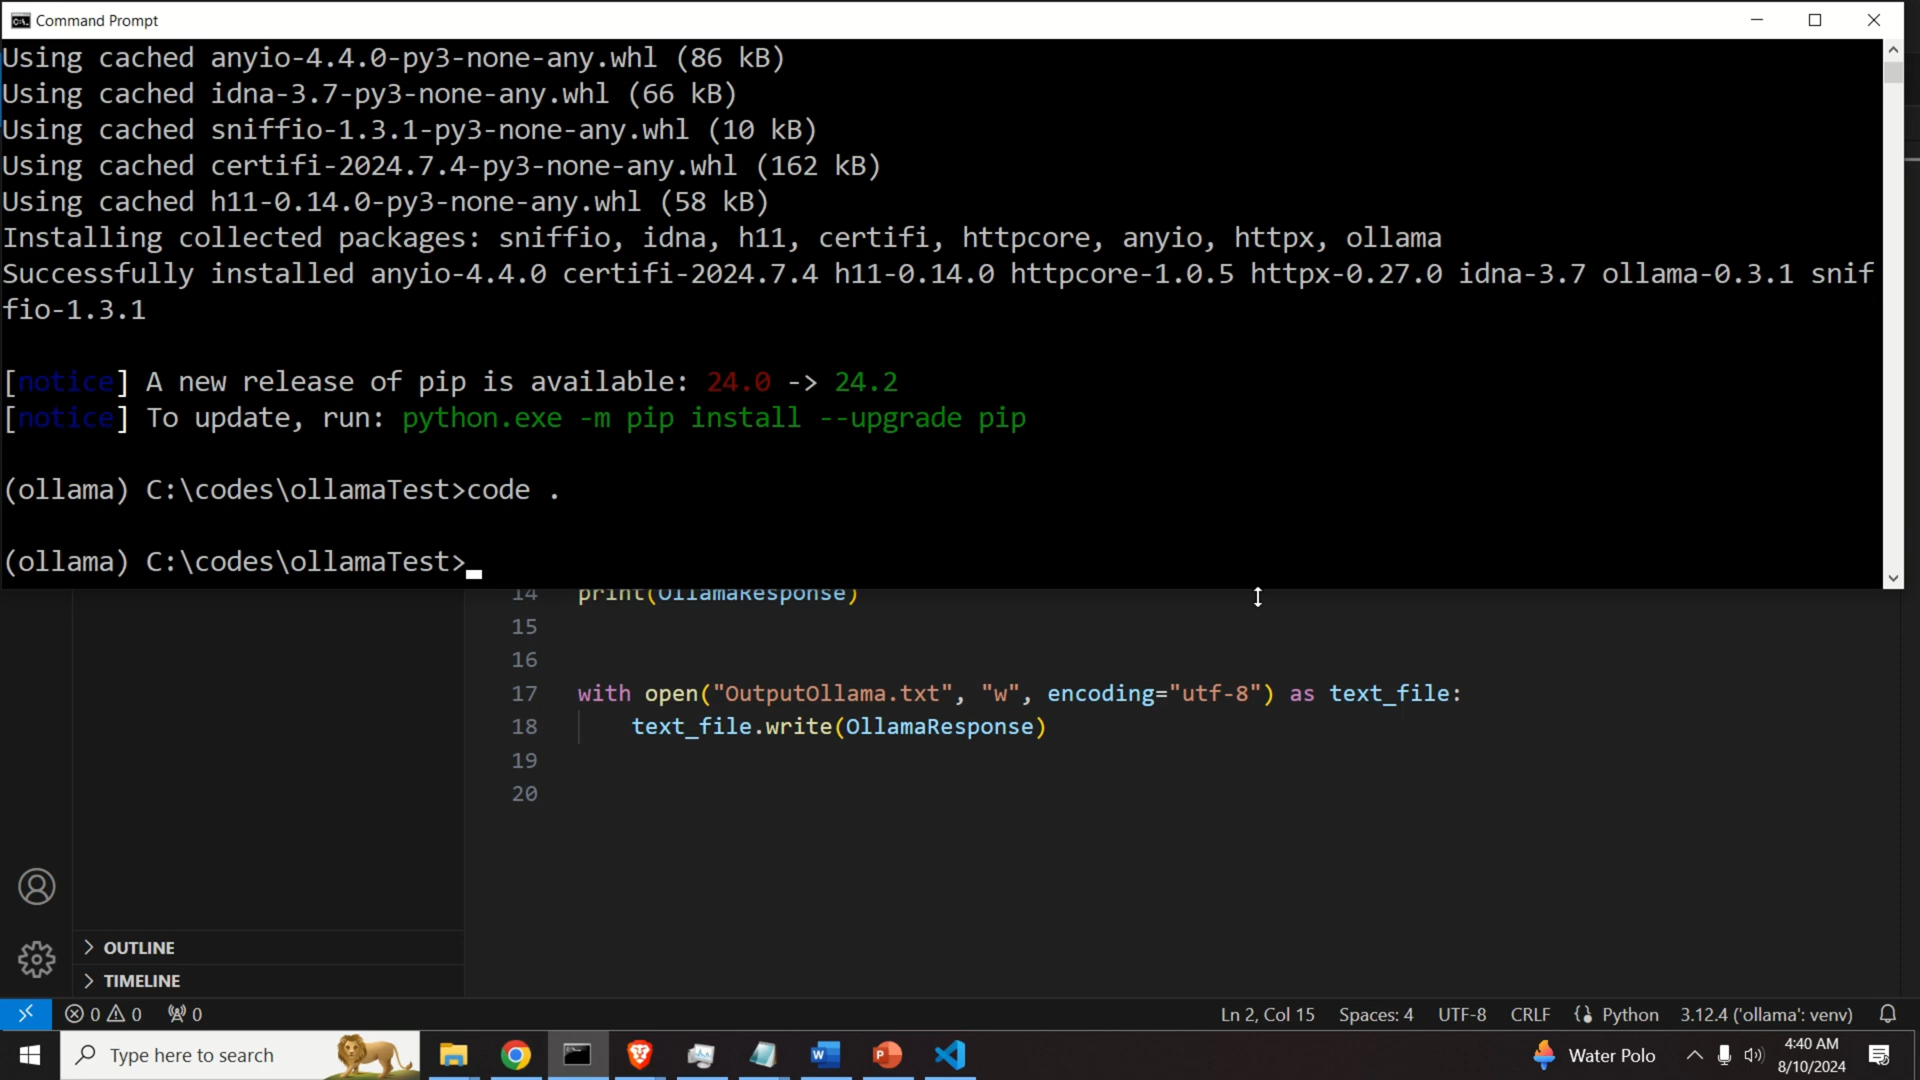 Command Prompt
Using cached anyio-4.4.0-py3-none-any.whl (86 kB)
Using cached idna-3.7-py3-none-any.whl (66 kB)
Using cached sniffio-1.3.1-py3-none-any.whl (10 kB)
Using cached certifi-2024.7.4-py3-none-any.whl (162 kB)
Using cached h11-0.14.0-py3-none-any.whl (58 kB)
Installing collected packages: sniffio, idna, h11, certifi, httpcore, anyio, httpx, ollama
Successfully installed anyio-4.4.0 certifi-2024.7.4 h11-0.14.0 httpcore-1.0.5 httpx-0.27.0 idna-3.7 ollama-0.3.1 snif
fio-1.3.1
[notice] A new release of pip is available: 24.0 -> 24.2
[notice] To update, run: python.exe -m pip install --upgrade pip
(ollama) C:\codes\ollamaTest>code .
(ollama) C:\codes\ollamaTest>
14 print(OllamaResponse)
15
16
17 with open("OutputOllama.txt", "w", encoding="utf-8") as text_file:
18 text_file.write(OllamaResponse)
19
20
OUTLINE
TIMELINE
0 0 0 Ln 2, Col 15 Spaces: 4 UTF-8 CRLF Python 3.12.4 ('ollama': venv)
Type here to search Water Polo 4:40 AM
8/10/2024